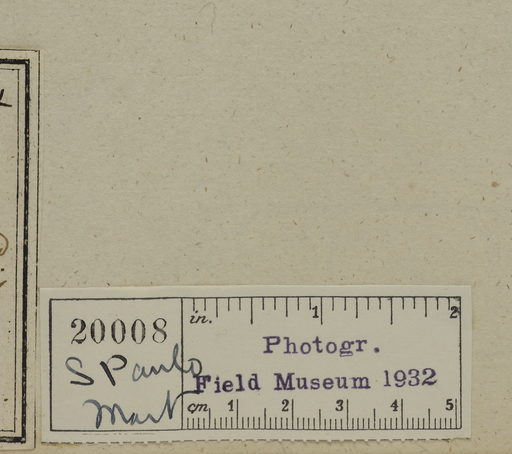 20008
S Paulo
Mart
in. 1 2
Photogr.
Field Museum 1932
cm 1 2 3 4 5